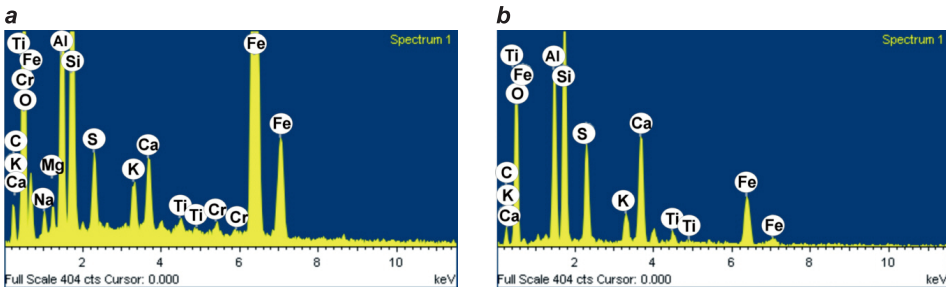 a
Spectrum 1
Ti
Fe
Cr
O
C
K
Ca
Na
Mg
Al
Si
S
K
Ca
Ti
Ti
Cr
Cr
Fe
Fe
2 4 6 8 10
Full Scale 404 cts Cursor: 0.000 keV
b
Spectrum 1
Ti
Fe
O
C
K
Ca
Al
Si
S
K
Ca
Ti
Ti
Fe
Fe
2 4 6 8 10
Full Scale 404 cts Cursor: 0.000 keV